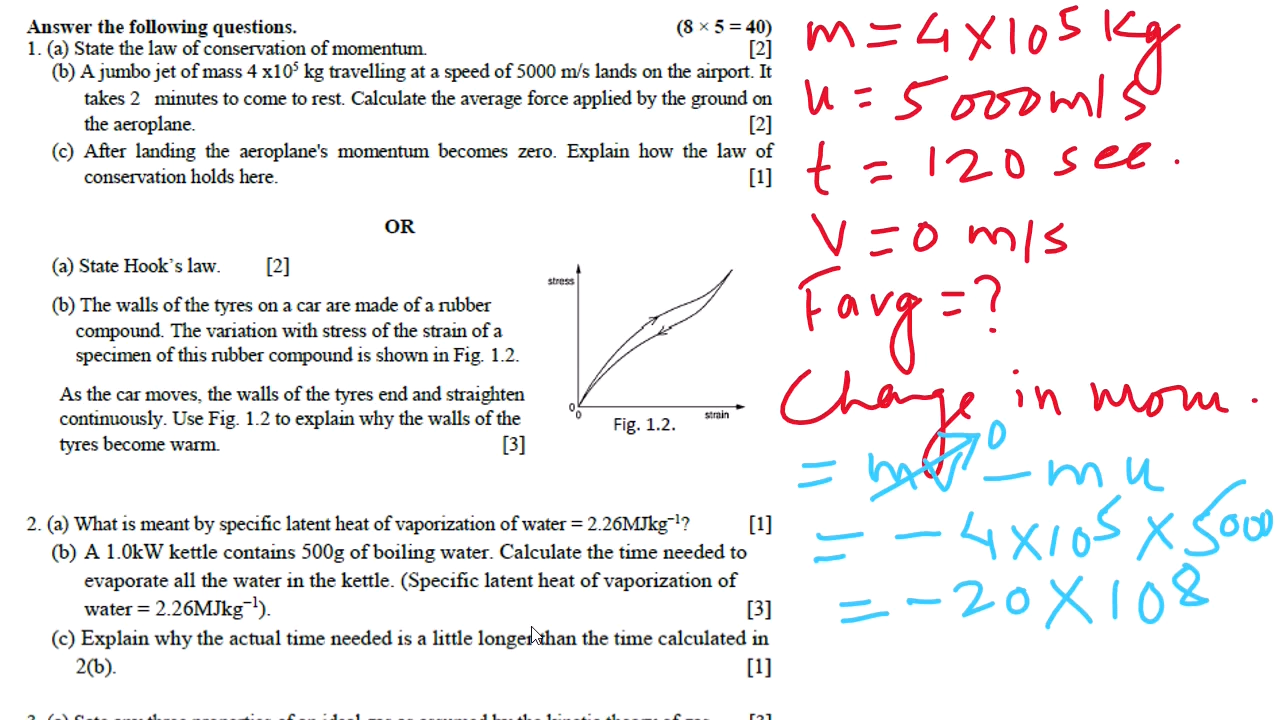 Answer the following questions. (8 × 5 = 40)
1. (a) State the law of conservation of momentum. [2]
(b) A jumbo jet of mass 4 x10⁵ kg travelling at a speed of 5000 m/s lands on the airport. It
takes 2 minutes to come to rest. Calculate the average force applied by the ground on
the aeroplane. [2]
(c) After landing the aeroplane's momentum becomes zero. Explain how the law of
conservation holds here. [1]
OR
(a) State Hook's law. [2]
(b) The walls of the tyres on a car are made of a rubber
compound. The variation with stress of the strain of a
specimen of this rubber compound is shown in Fig. 1.2.
As the car moves, the walls of the tyres end and straighten
continuously. Use Fig. 1.2 to explain why the walls of the
tyres become warm. [3]
stress
0
0
strain
Fig. 1.2.
2. (a) What is meant by specific latent heat of vaporization of water = 2.26MJkg⁻¹? [1]
(b) A 1.0kW kettle contains 500g of boiling water. Calculate the time needed to
evaporate all the water in the kettle. (Specific latent heat of vaporization of
water = 2.26MJkg⁻¹). [3]
(c) Explain why the actual time needed is a little longer than the time calculated in
2(b). [1]
m = 4 × 10⁵ Kg
u = 5000 m/s
t = 120 sec.
V = 0 m/s
Favg = ?
Change in mom.
= mv⁰ - mu
= - 4 × 10⁵ × 5000
= - 20 × 10⁸